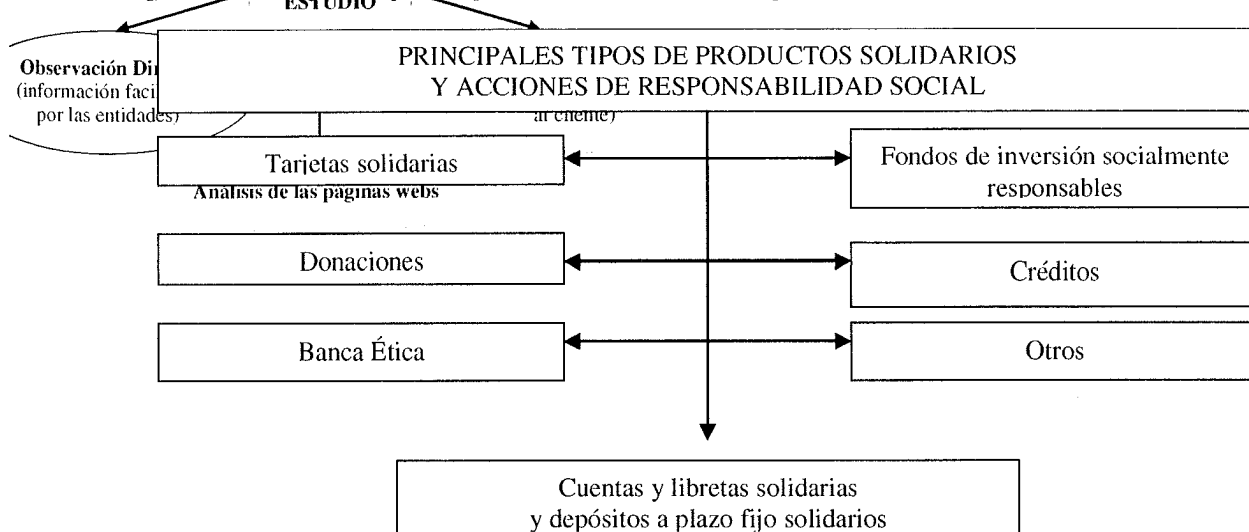 ESTUDIO
PRINCIPALES TIPOS DE PRODUCTOS SOLIDARIOS
Y ACCIONES DE RESPONSABILIDAD SOCIAL
Observación
(información
por las entidades)
al cliente)
Tarjetas solidarias
Fondos de inversión socialmente
responsables
Análisis de las páginas webs
Donaciones
Créditos
Banca Ética
Otros
Cuentas y libretas solidarias
y depósitos a plazo fijo solidarios